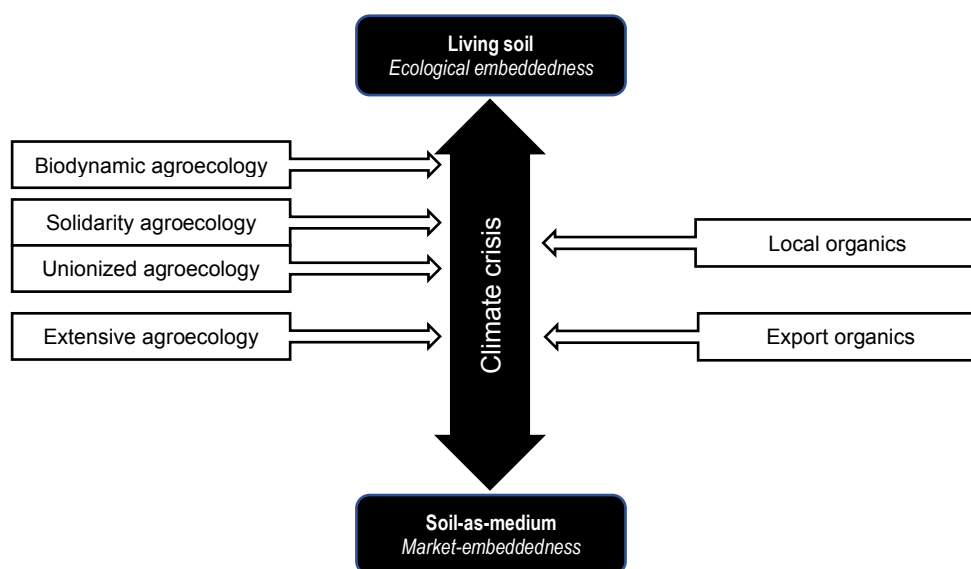 Living soil
Ecological embeddedness
Biodynamic agroecology
Solidarity agroecology
Unionized agroecology
Extensive agroecology
Climate crisis
Local organics
Export organics
Soil-as-medium
Market-embeddedness